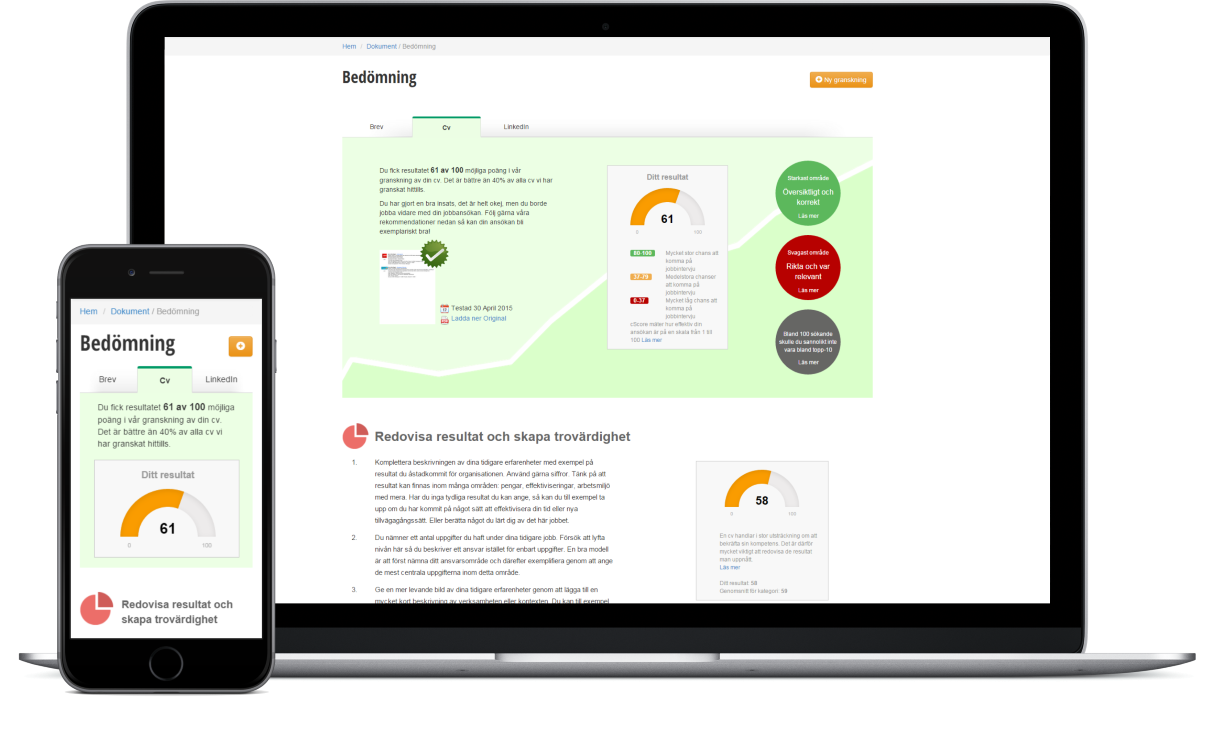 Hem / Dokument / Bedömning
Bedömning
Ny granskning
Brev
Cv
LinkedIn
Du fick resultatet 61 av 100 möjliga poäng i vår
granskning av din cv. Det är bättre än 40% av alla cv vi har
granskat hittills.
Du har gjort en bra insats, det är helt okej, men du borde
jobba vidare med din jobbansökan. Följ gärna våra
rekommendationer nedan så kan din ansökan bli
exemplariskt bra!
Testad 30 April 2015
Ladda ner Original
Ditt resultat
61
0
100
80-100 Mycket stor chans att
komma på
jobbintervju
37-79 Medelstora chanser
att komma på
jobbintervju
0-37 Mycket låg chans att
komma på
jobbintervju
cScore mäter hur effektiv din
ansökan är på en skala från 1 till
100 Läs mer
Starkast område
Översiktligt och
korrekt
Läs mer
Svagast område
Rikta och var
relevant
Läs mer
Bland 100 sökande
skulle du sannolikt inte
vara bland topp-10
Läs mer
Redovisa resultat och skapa trovärdighet
1. Komplettera beskrivningen av dina tidigare erfarenheter med exempel på
resultat du åstadkommit för organisationen. Använd gärna siffror. Tänk på att
resultat kan finnas inom många områden: pengar, effektiviseringar, arbetsmiljö
med mera. Har du inga tydliga resultat du kan ange, så kan du till exempel ta
upp om du har kommit på något sätt att effektivisera din tid eller nya
tillvägagångssätt. Eller berätta något du lärt dig av det här jobbet.
2. Du nämner ett antal uppgifter du haft under dina tidigare jobb. Försök att lyfta
nivån här så du beskriver ett ansvar istället för enbart uppgifter. En bra modell
är att först nämna ditt ansvarsområde och därefter exemplifiera genom att ange
de mest centrala uppgifterna inom detta område.
3. Ge en mer levande bild av dina tidigare erfarenheter genom att lägga till en
mycket kort beskrivning av verksamheten eller kontexten. Du kan till exempel
58
0
100
En cv handlar i stor utsträckning om att
bekräfta sin kompetens. Det är därför
mycket viktigt att redovisa de resultat
man uppnått
Läs mer
Ditt resultat: 58
Genomsnitt för kategori: 59
Hem / Dokument / Bedömning
Bedömning
Brev
Cv
LinkedIn
Du fick resultatet 61 av 100 möjliga
poäng i vår granskning av din cv.
Det är bättre än 40% av alla cv vi
har granskat hittills.
Ditt resultat
61
0
100
Redovisa resultat och
skapa trovärdighet